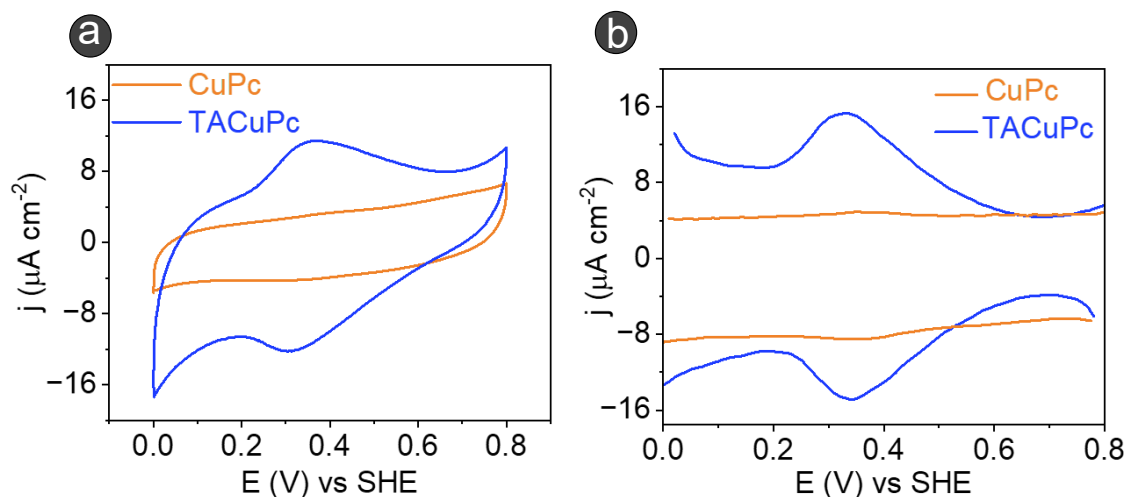 a
CuPc
TACuPc
16
8
0
−8
−16
j (μA cm⁻²)
0.0 0.2 0.4 0.6 0.8
E (V) vs SHE
b
CuPc
TACuPc
16
8
0
−8
−16
j (μA cm⁻²)
0.0 0.2 0.4 0.6 0.8
E (V) vs SHE